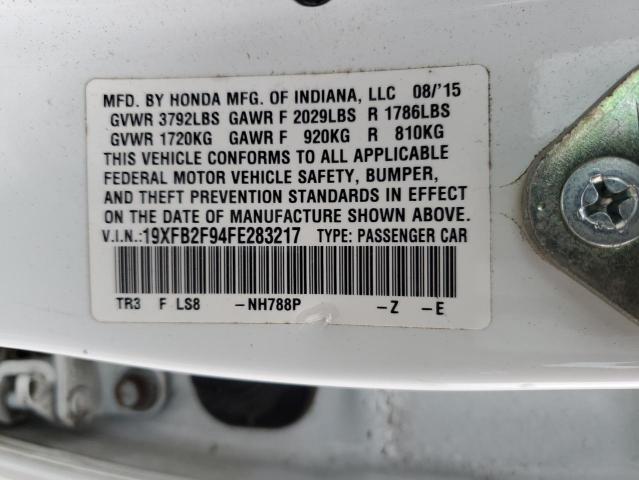 MFD. BY HONDA MFG. OF INDIANA, LLC 08/'15
GVWR 3792LBS GAWR F 2029LBS R 1786LBS
GVWR 1720KG GAWR F 920KG R 810KG
THIS VEHICLE CONFORMS TO ALL APPLICABLE
FEDERAL MOTOR VEHICLE SAFETY, BUMPER,
AND THEFT PREVENTION STANDARDS IN EFFECT
ON THE DATE OF MANUFACTURE SHOWN ABOVE.
V.I.N.:19XFB2F94FE283217 TYPE: PASSENGER CAR
TR3 F LS8 -NH788P -Z -E